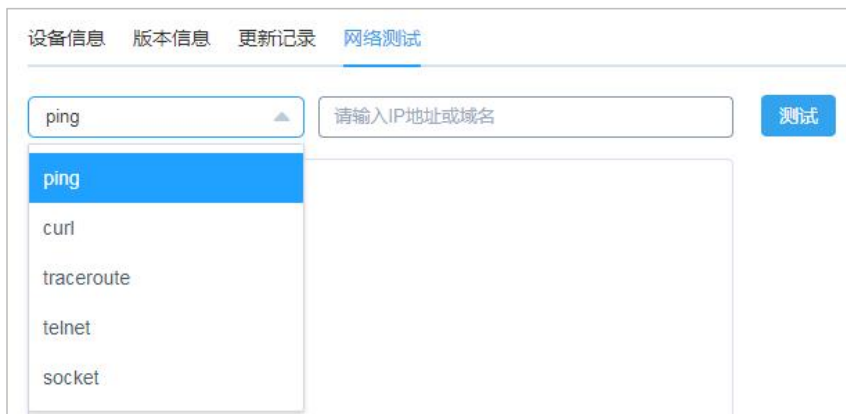 设备信息 版本信息 更新记录 网络测试
ping 请输入IP地址或域名 测试
ping
curl
traceroute
telnet
socket